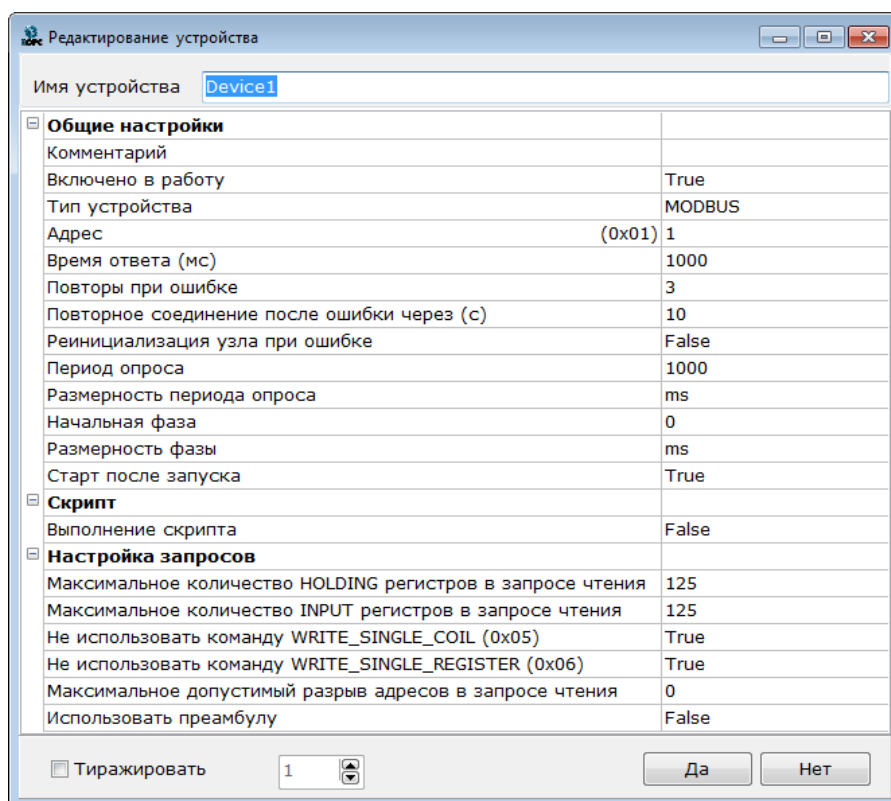 Редактирование устройства
Имя устройства Device1
Общие настройки
Комментарий
Включено в работу True
Тип устройства MODBUS
Адрес (0x01) 1
Время ответа (мс) 1000
Повторы при ошибке 3
Повторное соединение после ошибки через (с) 10
Реинициализация узла при ошибке False
Период опроса 1000
Размерность периода опроса ms
Начальная фаза 0
Размерность фазы ms
Старт после запуска True
Скрипт
Выполнение скрипта False
Настройка запросов
Максимальное количество HOLDING регистров в запросе чтения 125
Максимальное количество INPUT регистров в запросе чтения 125
Не использовать команду WRITE_SINGLE_COIL (0x05) True
Не использовать команду WRITE_SINGLE_REGISTER (0x06) True
Максимальное допустимый разрыв адресов в запросе чтения 0
Использовать преамбулу False
Тиражировать 1 Да Нет